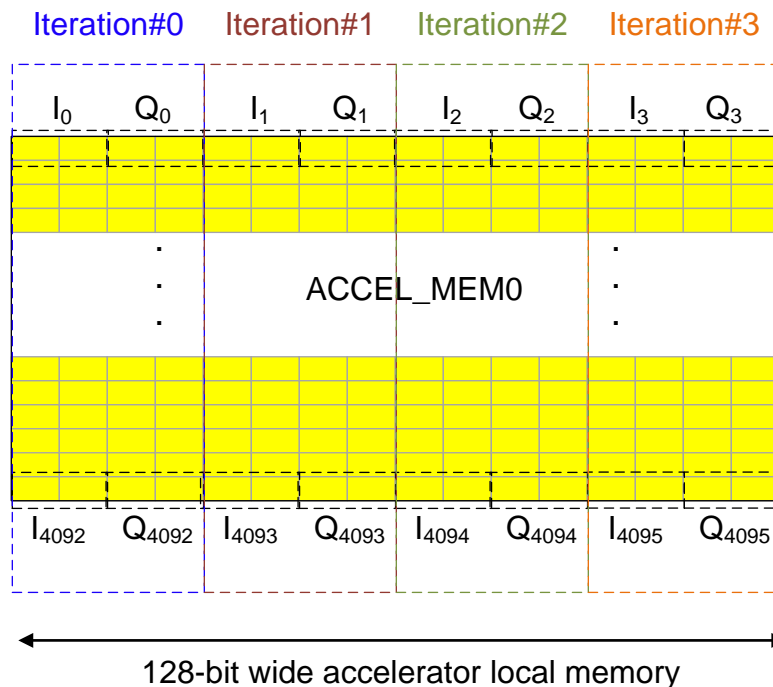 Iteration#0 Iteration#1 Iteration#2 Iteration#3
I₀ Q₀ I₁ Q₁ I₂ Q₂ I₃ Q₃
ACCEL_MEM0
I₄₀₉₂ Q₄₀₉₂ I₄₀₉₃ Q₄₀₉₃ I₄₀₉₄ Q₄₀₉₄ I₄₀₉₅ Q₄₀₉₅
128-bit wide accelerator local memory